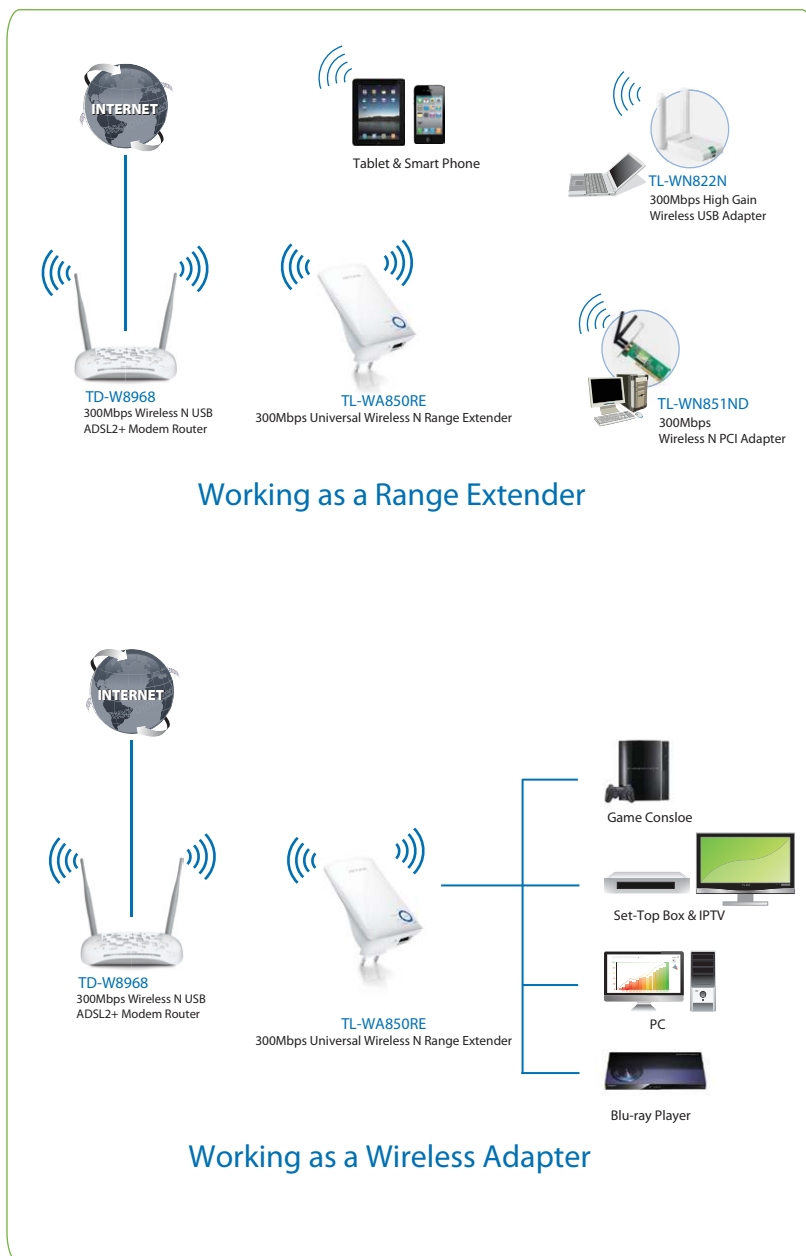 INTERNET
Tablet & Smart Phone
TL-WN822N
300Mbps High Gain
Wireless USB Adapter
TD-W8968
300Mbps Wireless N USB
ADSL2+ Modem Router
TL-WA850RE
300Mbps Universal Wireless N Range Extender
TL-WN851ND
300Mbps
Wireless N PCI Adapter
Working as a Range Extender
INTERNET
Game Consloe
Set-Top Box & IPTV
TD-W8968
300Mbps Wireless N USB
ADSL2+ Modem Router
TL-WA850RE
300Mbps Universal Wireless N Range Extender
PC
Blu-ray Player
Working as a Wireless Adapter